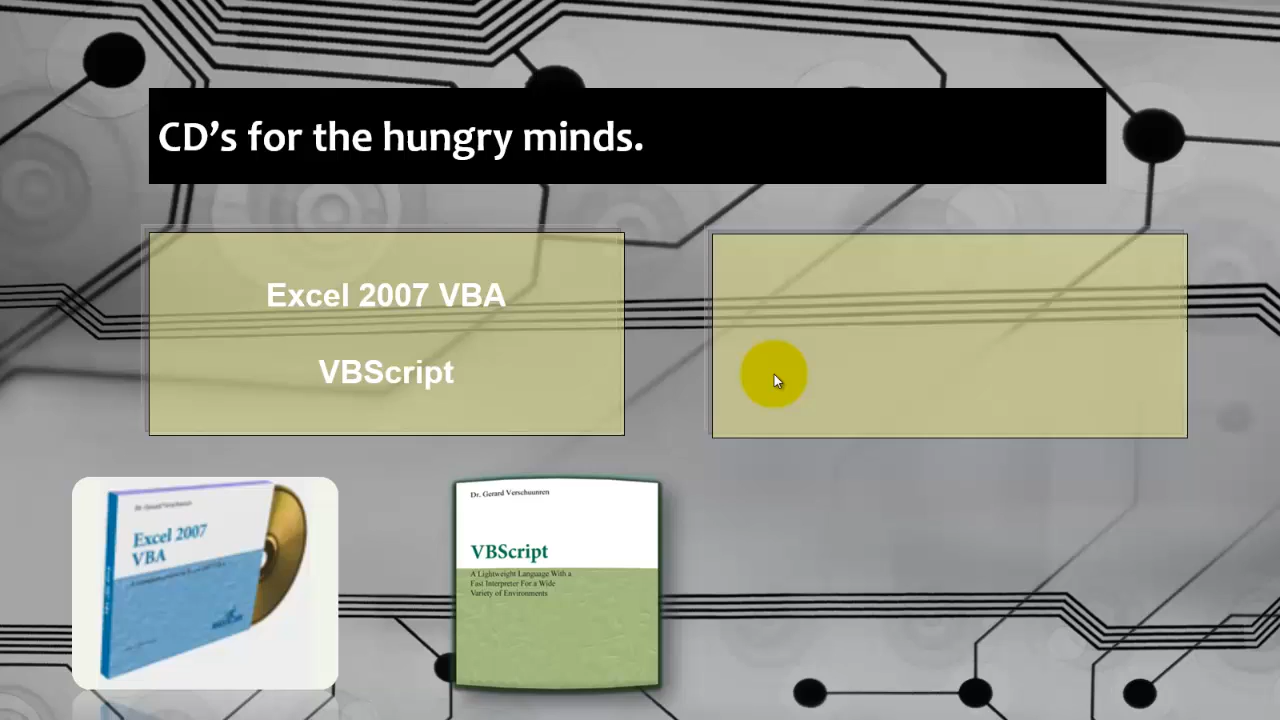 CD’s for the hungry minds.
Excel 2007 VBA
VBScript
Excel 2007
VBA
Dr. Gerard Verschuuren
VBScript
A Lightweight Language With a
Fast Interpreter For a Wide
Variety of Environments